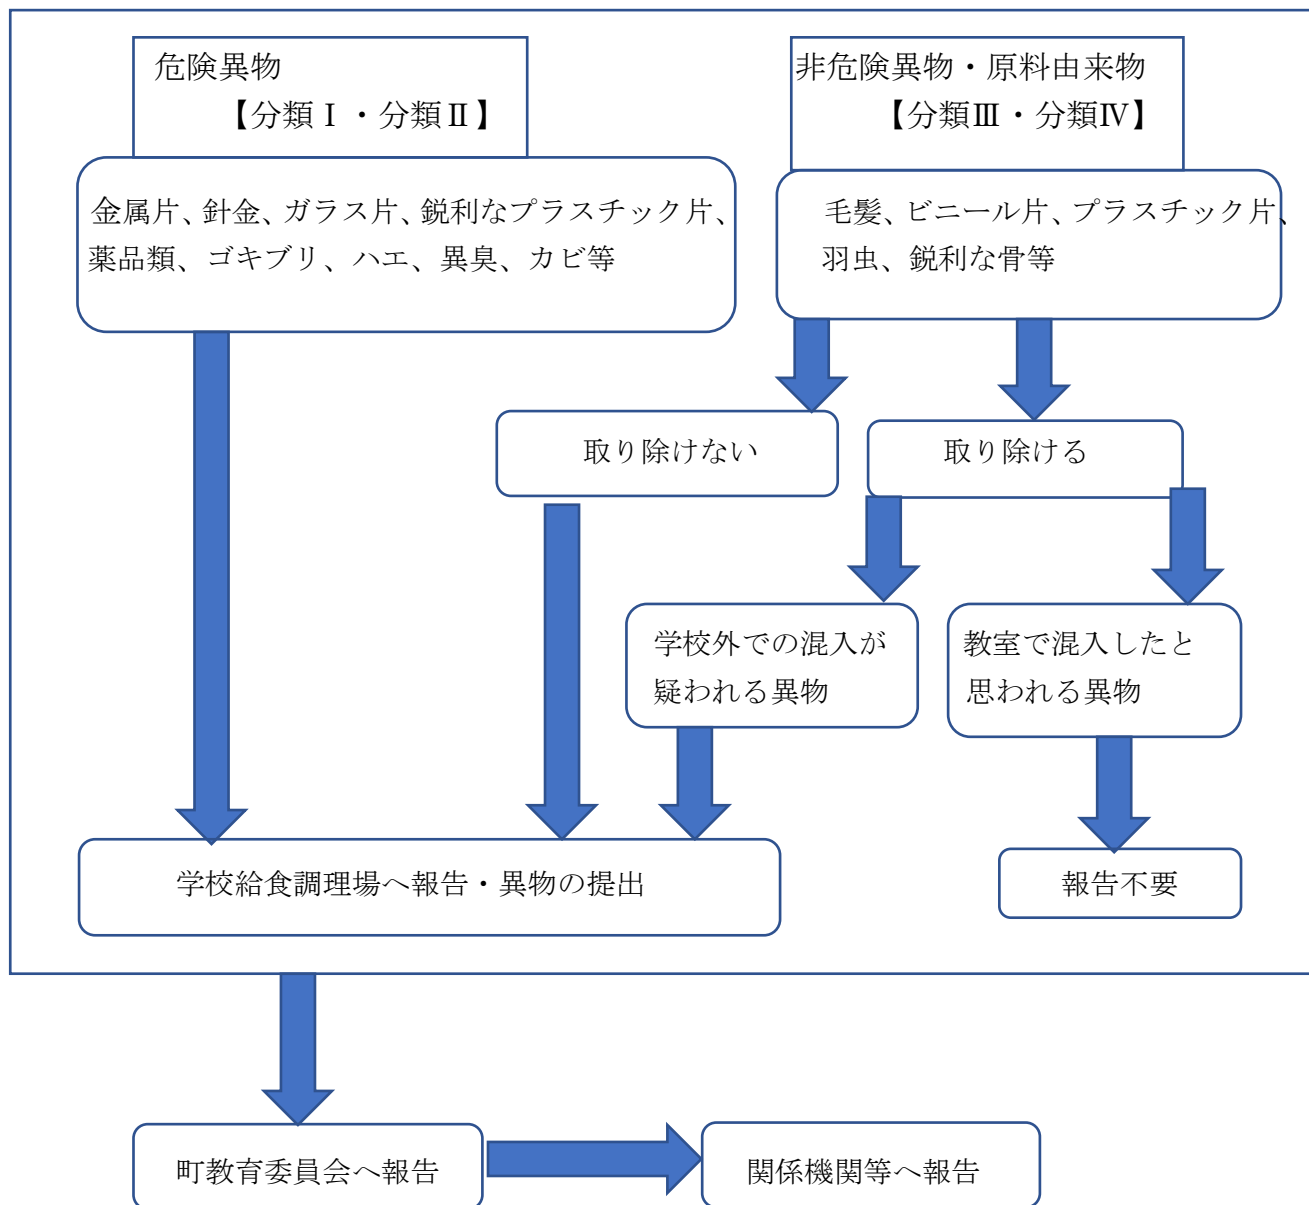 危険異物
【分類Ⅰ・分類Ⅱ】
金属片、針金、ガラス片、鋭利なプラスチック片、
薬品類、ゴキブリ、ハエ、異臭、カビ等
非危険異物・原料由来物
【分類Ⅲ・分類Ⅳ】
毛髪、ビニール片、プラスチック片、
羽虫、鋭利な骨等
取り除けない
取り除ける
学校外での混入が
疑われる異物
教室で混入したと
思われる異物
学校給食調理場へ報告・異物の提出
報告不要
町教育委員会へ報告
関係機関等へ報告